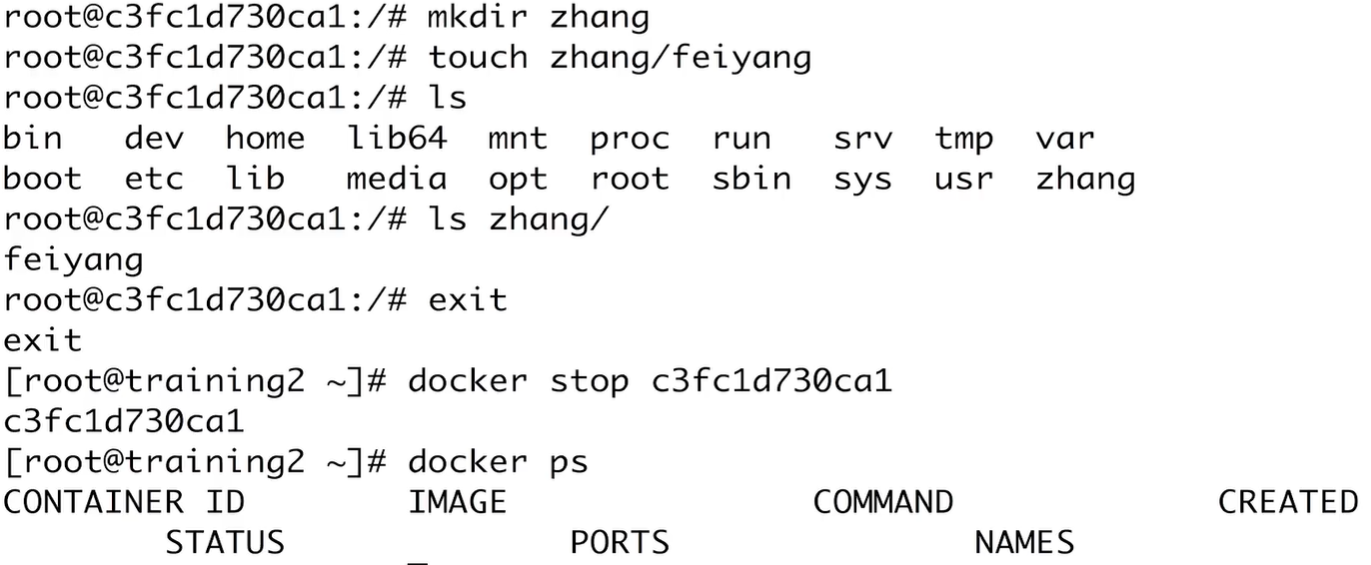 root@c3fc1d730ca1:/# mkdir zhang
root@c3fc1d730ca1:/# touch zhang/feiyang
root@c3fc1d730ca1:/# ls
bin   dev  home  lib64  mnt  proc  run   srv  tmp  var
boot  etc  lib   media  opt  root  sbin  sys  usr  zhang
root@c3fc1d730ca1:/# ls zhang/
feiyang
root@c3fc1d730ca1:/# exit
exit
[root@training2 ~]# docker stop c3fc1d730ca1
c3fc1d730ca1
[root@training2 ~]# docker ps
CONTAINER ID        IMAGE               COMMAND             CREATED
        STATUS              PORTS               NAMES